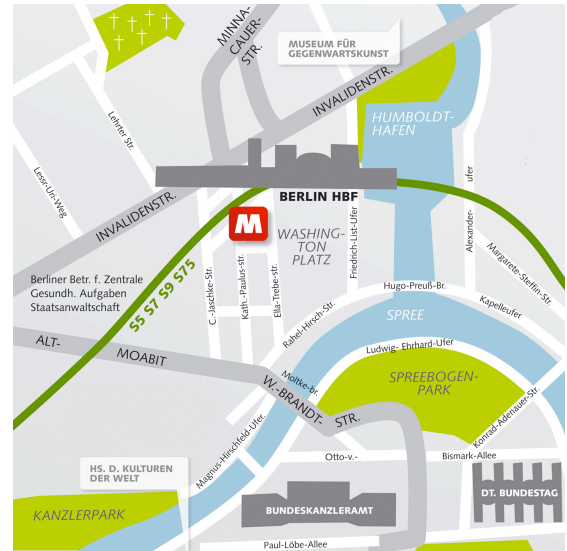 MINNA-
CAUER-
STR.
MUSEUM FÜR
GEGENWARTSKUNST
INVALIDENSTR.
HUMBOLDT-
HAFEN
Lehrter Str.
Lesr-Uri-Weg
INVALIDENSTR.
BERLIN HBF
M
WASHING-
TON
PLATZ
Friedrich-List-Ufer
Alexander-
ufer
Margarete-Steffin-Str.
Berliner Betr. f. Zentrale
Gesundh. Aufgaben
Staatsanwaltschaft
S5 S7 S9 S75
C.-Jaschke-Str.
Kath.-Paulus-str.
Ella-Trebe-str.
Hugo-Preuß-Br.
Kapelleufer
Rahel-Hirsch-Str.
SPREE
ALT-
MOABIT
Ludwig- Ehrhard-Ufer
Moltke-br.
W.-BRANDT-
STR.
SPREEBOGEN-
PARK
Konrad-Adenauer-Str.
Magnus-Hirschfeld-Ufer.
Otto-v.-
Bismark-Allee
HS. D. KULTUREN
DER WELT
DT. BUNDESTAG
KANZLERPARK
BUNDESKANZLERAMT
Paul-Löbe-Allee